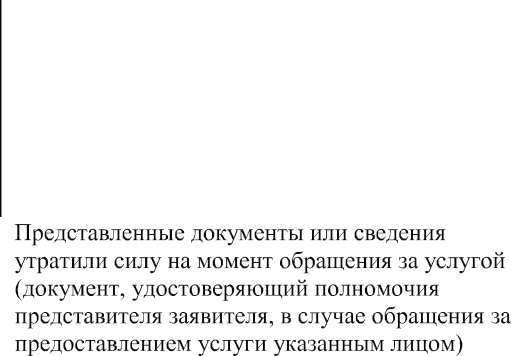 Представленные документы или сведения
утратили силу на момент обращения за услугой
(документ, удостоверяющий полномочия
представителя заявителя, в случае обращения за
предоставлением услуги указанным лицом)